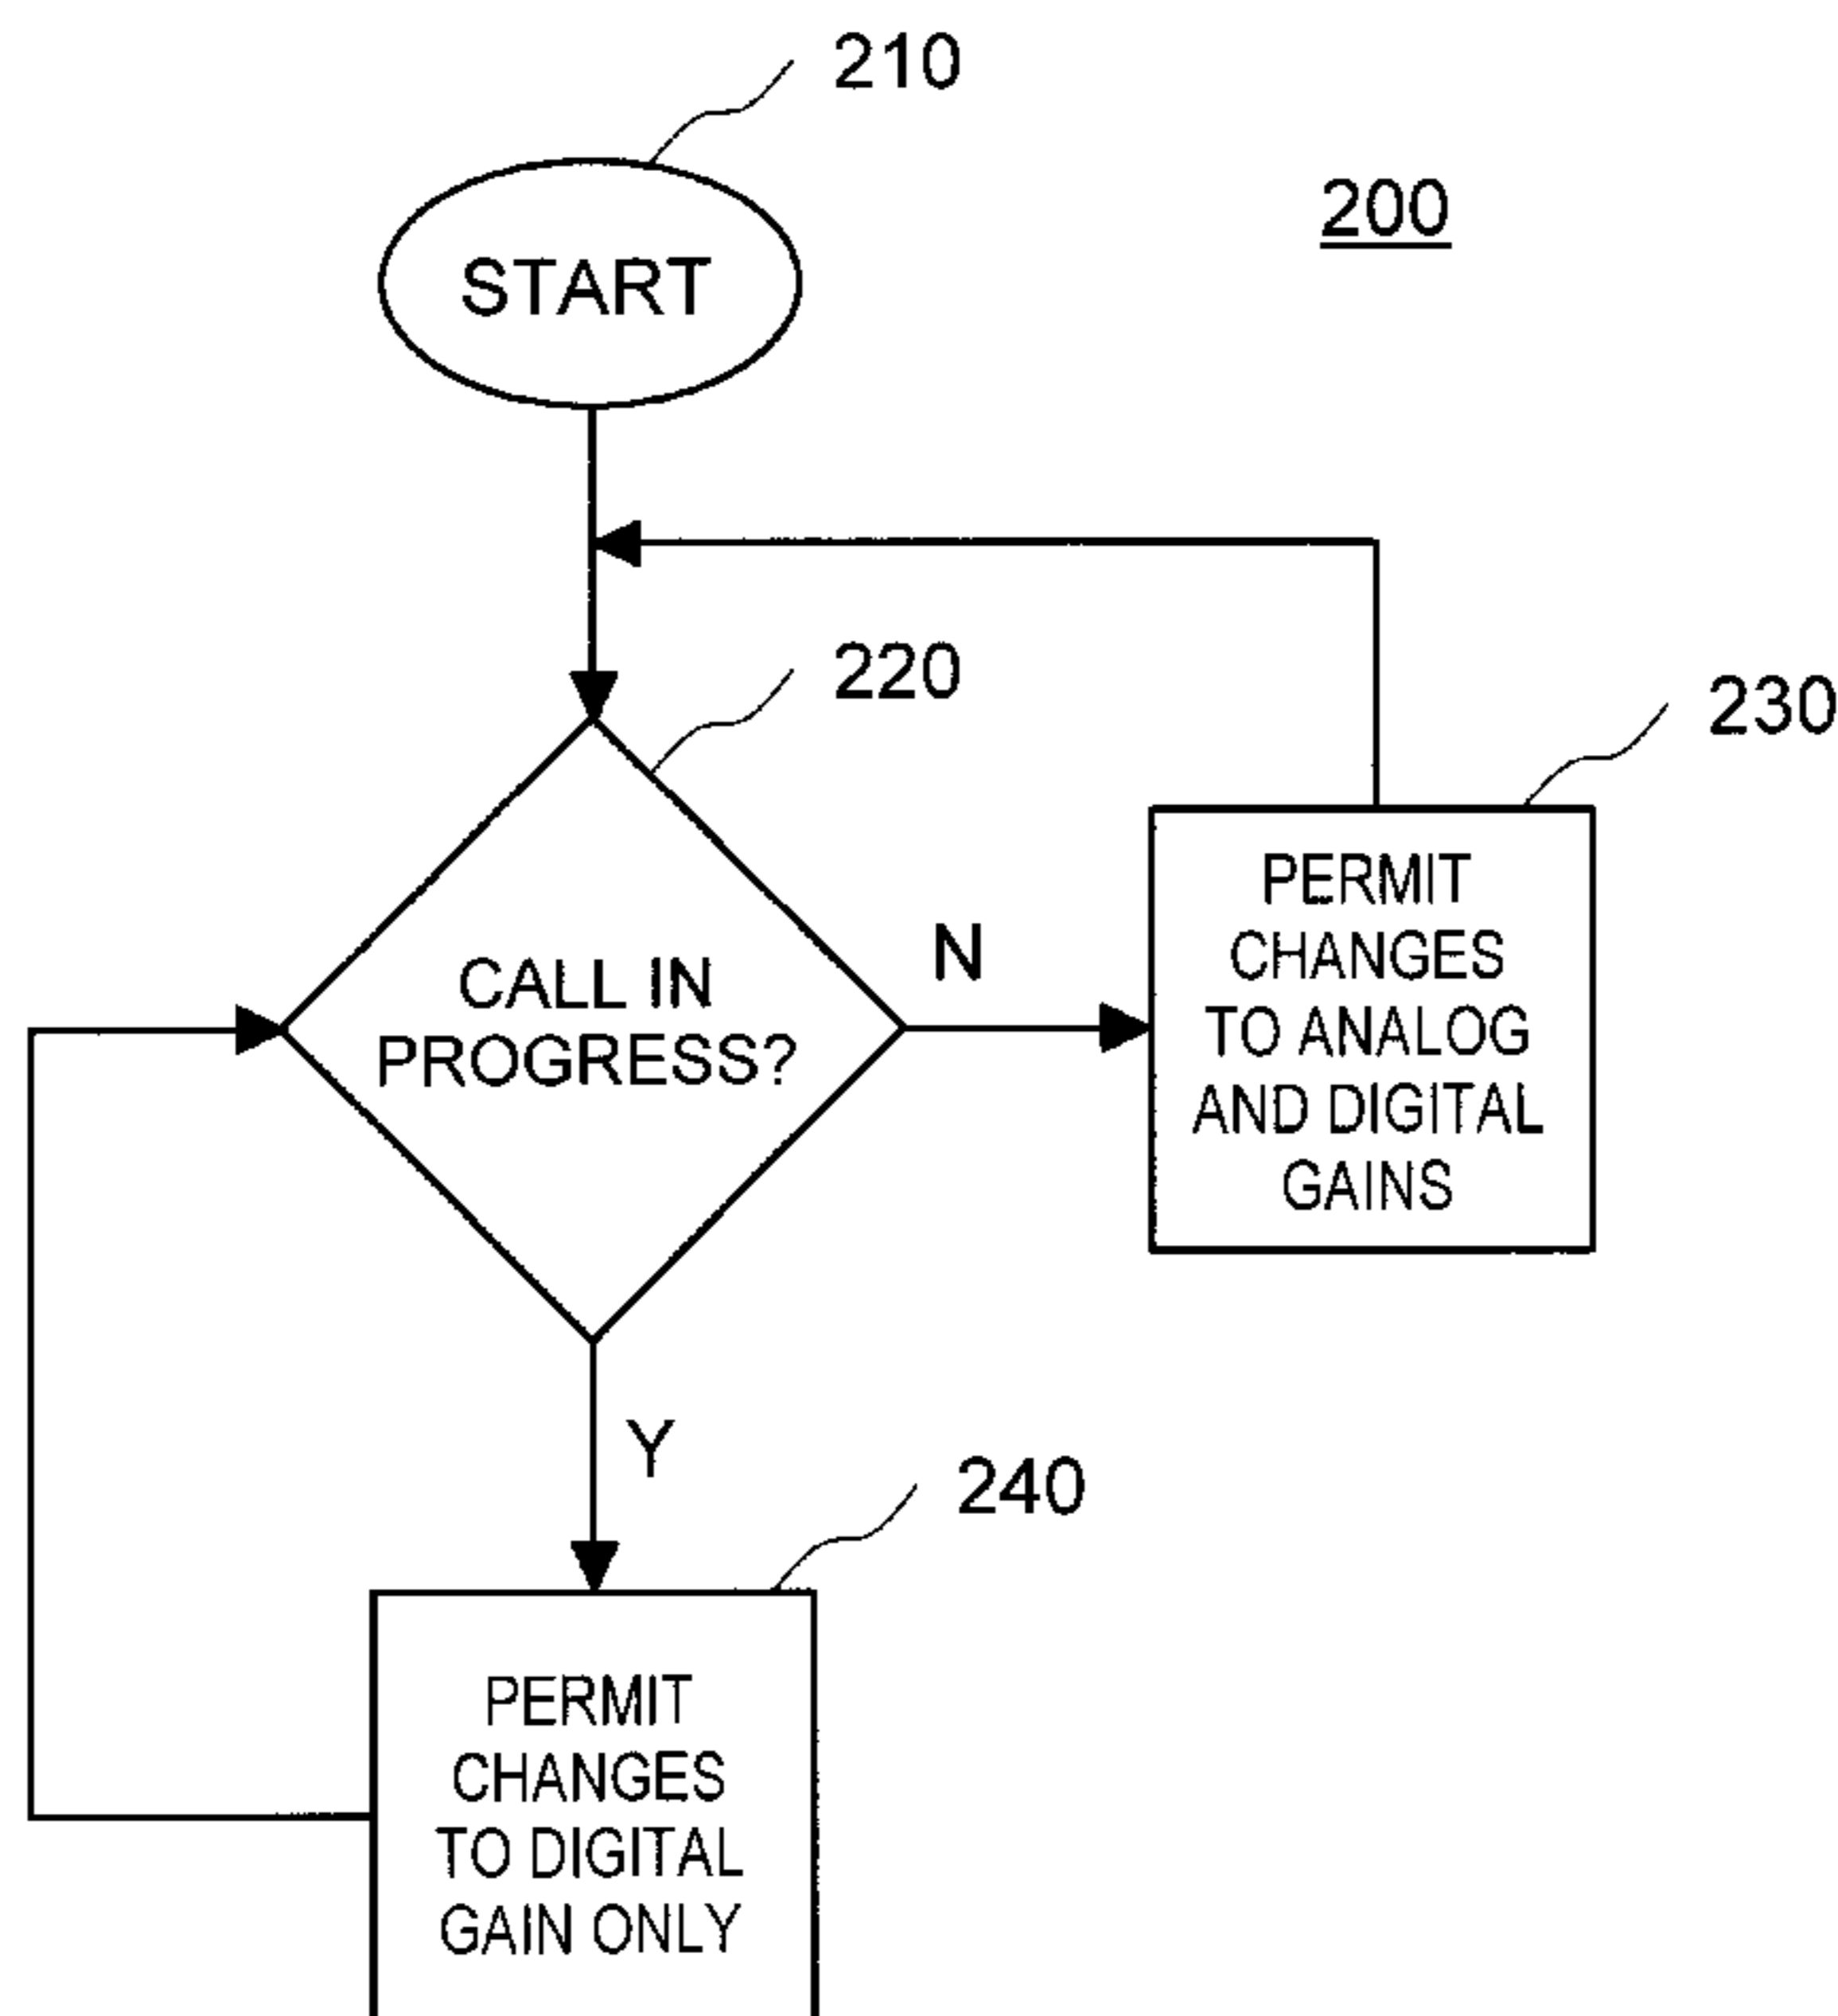 210
200
START
220
230
CALL IN
PROGRESS?
N
PERMIT
CHANGES
TO ANALOG
AND DIGITAL
GAINS
Y
240
PERMIT
CHANGES
TO DIGITAL
GAIN ONLY